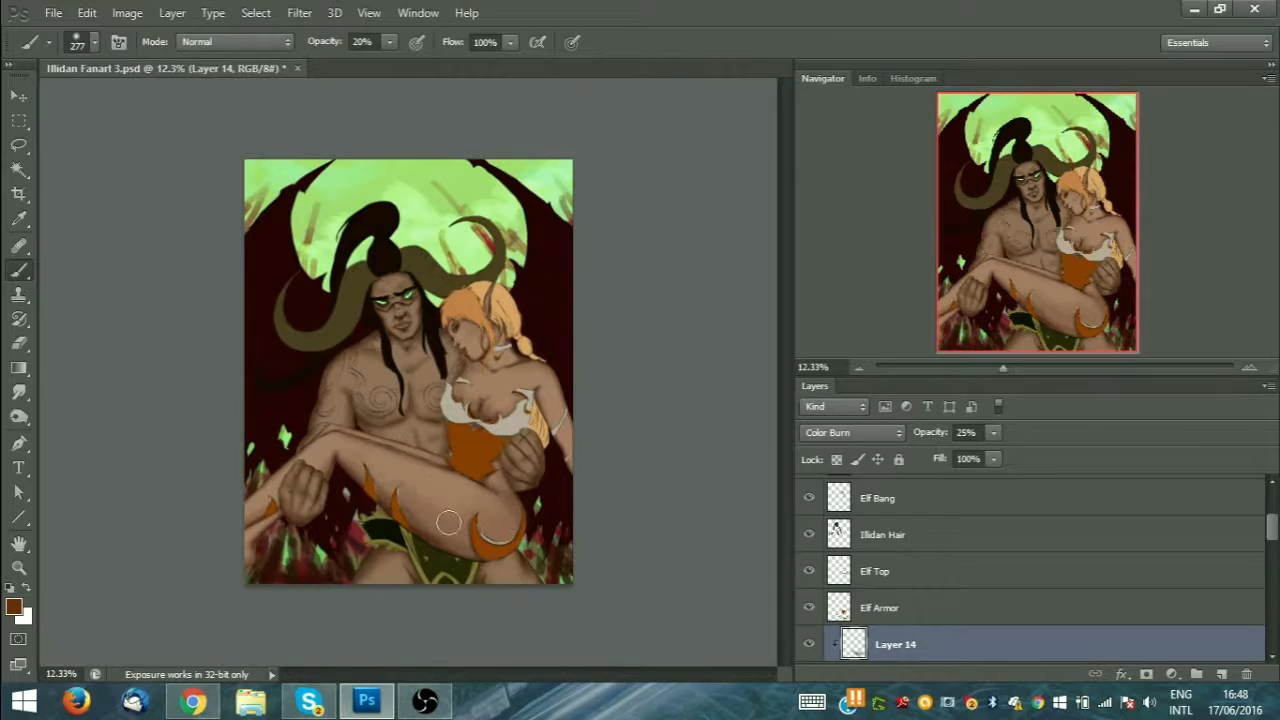 Ps File Edit Image Layer Type Select Filter 3D View Window Help
277 Mode: Normal Opacity: 20% Flow: 100% Essentials
Illidan Fanart 3.psd @ 12.3% (Layer 14, RGB/8#) *
Navigator Info Histogram
12.33%
Layers
Kind
Color Burn Opacity: 25%
Lock: Fill: 100%
Elf Bang
Illidan Hair
Elf Top
Elf Armor
Layer 14
12.33% Exposure works in 32-bit only
ENG 16:48
INTL 17/06/2016